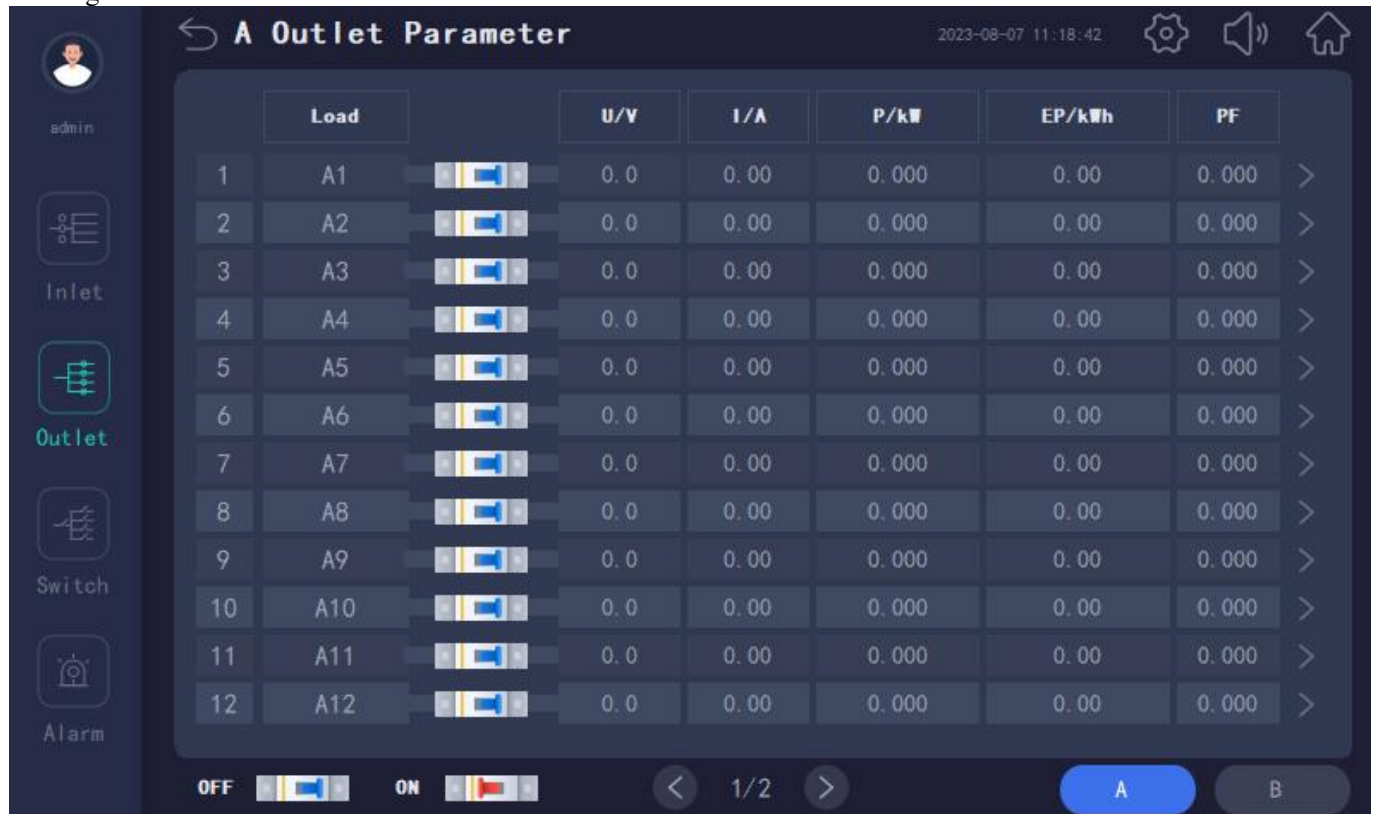 A Outlet Parameter 2023-08-07 11:18:42
admin
Load U/V I/A P/kW EP/kWh PF
1 A1 0.0 0.00 0.000 0.00 0.000 >
2 A2 0.0 0.00 0.000 0.00 0.000 >
3 A3 0.0 0.00 0.000 0.00 0.000 >
4 A4 0.0 0.00 0.000 0.00 0.000 >
5 A5 0.0 0.00 0.000 0.00 0.000 >
6 A6 0.0 0.00 0.000 0.00 0.000 >
7 A7 0.0 0.00 0.000 0.00 0.000 >
8 A8 0.0 0.00 0.000 0.00 0.000 >
9 A9 0.0 0.00 0.000 0.00 0.000 >
10 A10 0.0 0.00 0.000 0.00 0.000 >
11 A11 0.0 0.00 0.000 0.00 0.000 >
12 A12 0.0 0.00 0.000 0.00 0.000 >
Inlet
Outlet
Switch
Alarm
OFF ON < 1/2 > A B